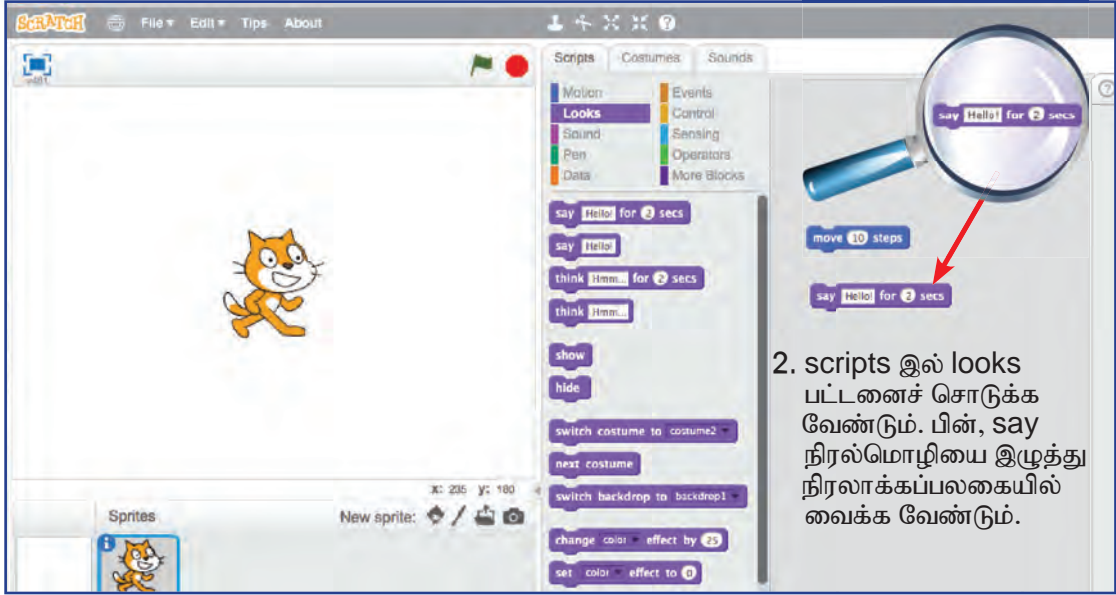 SCRATCH File Edit Tips About
v461
Scripts Costumes Sounds
Motion Events
Looks Control
Sound Sensing
Pen Operators
Data More Blocks
say Hello! for 2 secs
say Hello!
think Hmm... for 2 secs
think Hmm...
show
hide
switch costume to costume2
next costume
switch backdrop to backdrop1
change color effect by 25
set color effect to 0
say Hello! for 2 secs
move 10 steps
say Hello! for 2 secs
2. scripts இல் looks
பட்டனைச் சொடுக்க
வேண்டும். பின், say
நிரல்மொழியை இழுத்து
நிரலாக்கப்பலகையில்
வைக்க வேண்டும்.
x: 235 y: 180
Sprites New sprite: